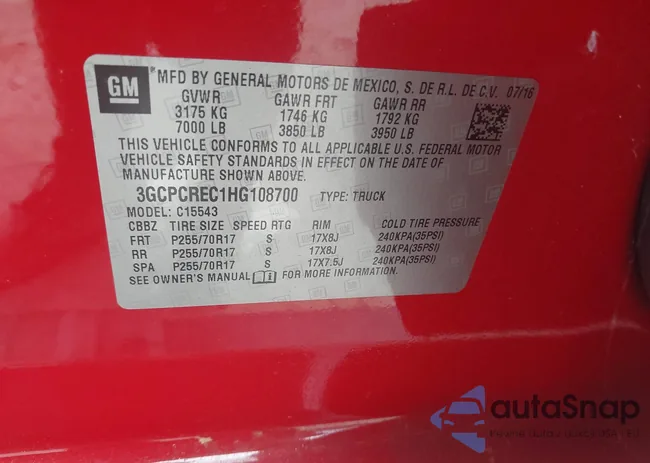 GM
MFD BY GENERAL MOTORS DE MEXICO, S. DE R.L. DE C.V. 07/16
GVWR GAWR FRT GAWR RR
3175 KG 1746 KG 1792 KG
7000 LB 3850 LB 3950 LB
THIS VEHICLE CONFORMS TO ALL APPLICABLE U.S. FEDERAL MOTOR
VEHICLE SAFETY STANDARDS IN EFFECT ON THE DATE OF
MANUFACTURE SHOWN ABOVE.
3GCPCREC1HG108700 TYPE: TRUCK
MODEL: C15543
CBBZ TIRE SIZE SPEED RTG RIM COLD TIRE PRESSURE
FRT P255/70R17 S 17X8J 240KPA(35PSI)
RR P255/70R17 S 17X8J 240KPA(35PSI)
SPA P255/70R17 S 17X7.5J 240KPA(35PSI)
SEE OWNER'S MANUAL FOR MORE INFORMATION
autaSnap